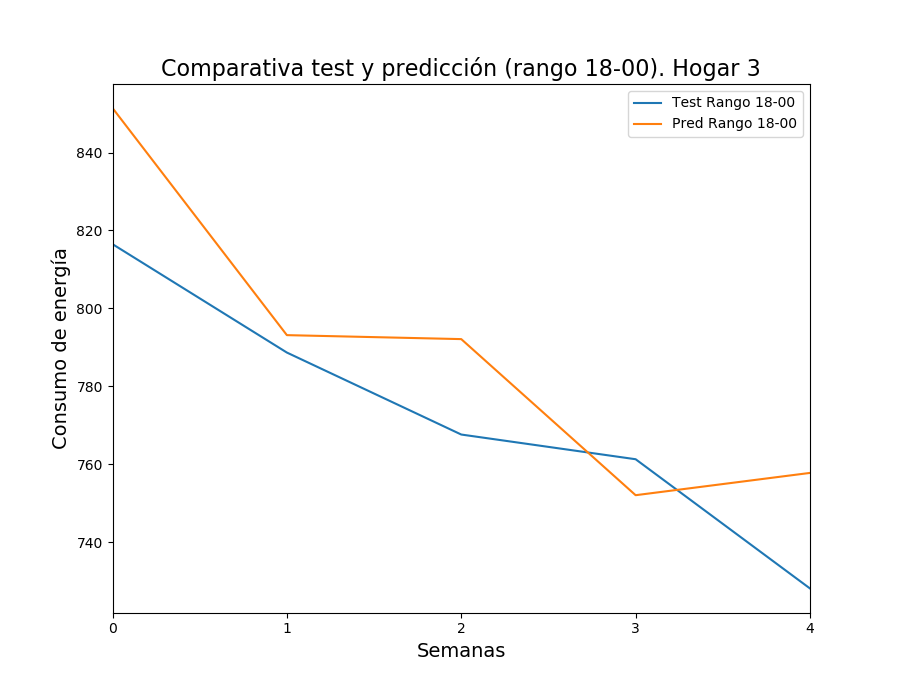 Comparativa test y predicción (rango 18-00). Hogar 3
Test Rango 18-00
Pred Rango 18-00
Consumo de energía
840
820
800
780
760
740
0 1 2 3 4
Semanas